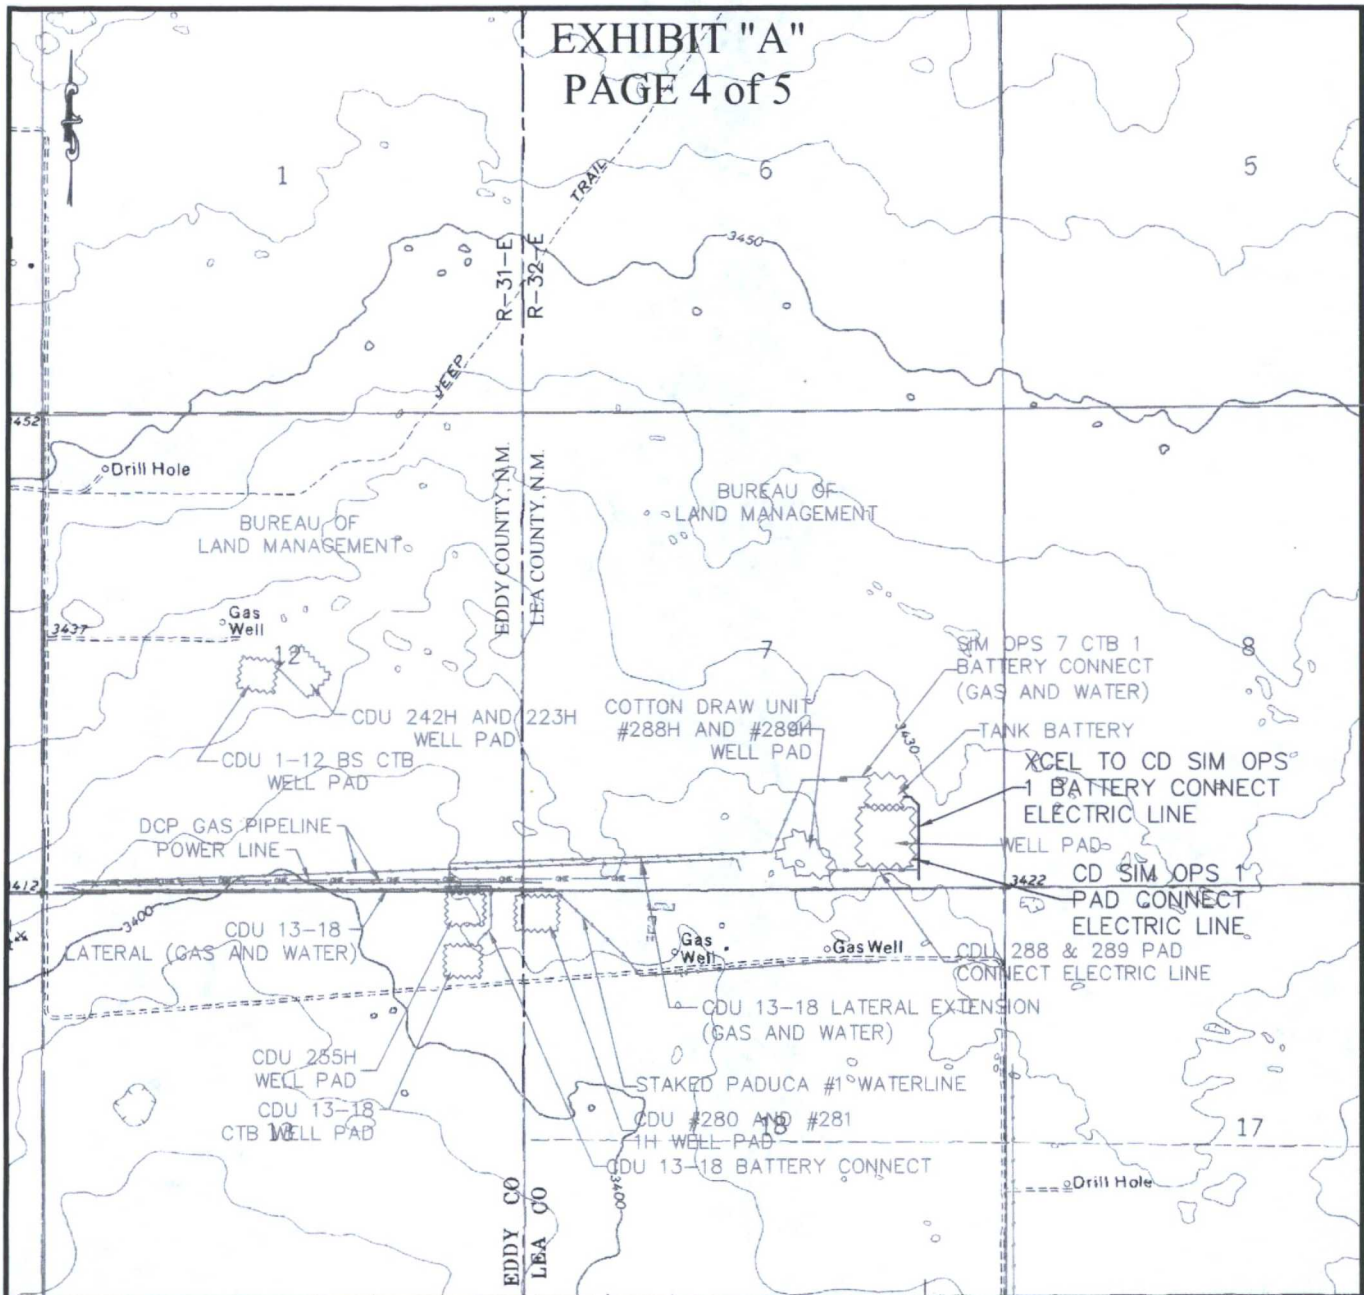 EXHIBIT "A"
PAGE 4 of 5
1
6
5
TRAIL
3450
R-31-E
R-32-E
JEEP
3452
Drill Hole
EDDY COUNTY, N.M.
LEA COUNTY, N.M.
BUREAU OF
LAND MANAGEMENT
BUREAU OF
LAND MANAGEMENT
Gas
Well
3437
12
7
8
SIM OPS 7 CTB 1
BATTERY CONNECT
(GAS AND WATER)
COTTON DRAW UNIT
#288H AND #289H
WELL PAD
3430
TANK BATTERY
CDU 242H AND 223H
WELL PAD
CDU 1-12 BS CTB
WELL PAD
XCEL TO CD SIM OPS
1 BATTERY CONNECT
ELECTRIC LINE
DCP GAS PIPELINE
POWER LINE
WELL PAD
3412
3422
CD SIM OPS 1
PAD CONNECT
ELECTRIC LINE
3400
CDU 13-18
LATERAL (GAS AND WATER)
Gas
Well
Gas Well
CDU 288 & 289 PAD
CONNECT ELECTRIC LINE
CDU 13-18 LATERAL EXTENSION
(GAS AND WATER)
CDU 255H
WELL PAD
STAKED PADUCA #1 WATERLINE
CDU 13-18
CTB WELL PAD
13
CDU #280 AND #281
1H WELL PAD
18
17
CDU 13-18 BATTERY CONNECT
3400
Drill Hole
EDDY CO
LEA CO